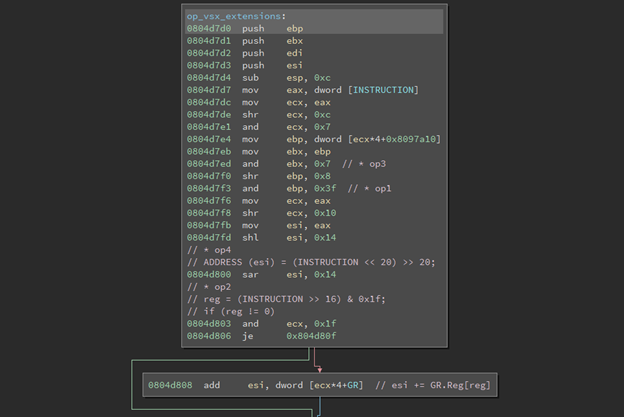 op_vsx_extensions:
0804d7d0 push ebp
0804d7d1 push ebx
0804d7d2 push edi
0804d7d3 push esi
0804d7d4 sub esp, 0xc
0804d7d7 mov eax, dword [INSTRUCTION]
0804d7dc mov ecx, eax
0804d7de shr ecx, 0xc
0804d7e1 and ecx, 0x7
0804d7e4 mov ebp, dword [ecx*4+0x8097a10]
0804d7eb mov ebx, ebp
0804d7ed and ebx, 0x7 // * op3
0804d7f0 shr ebp, 0x8
0804d7f3 and ebp, 0x3f // * op1
0804d7f6 mov ecx, eax
0804d7f8 shr ecx, 0x10
0804d7fb mov esi, eax
0804d7fd shl esi, 0x14
// * op4
// ADDRESS (esi) = (INSTRUCTION << 20) >> 20;
0804d800 sar esi, 0x14
// * op2
// reg = (INSTRUCTION >> 16) & 0x1f;
// if (reg != 0)
0804d803 and ecx, 0x1f
0804d806 je 0x804d80f
0804d808 add esi, dword [ecx*4+GR] // esi += GR.Reg[reg]